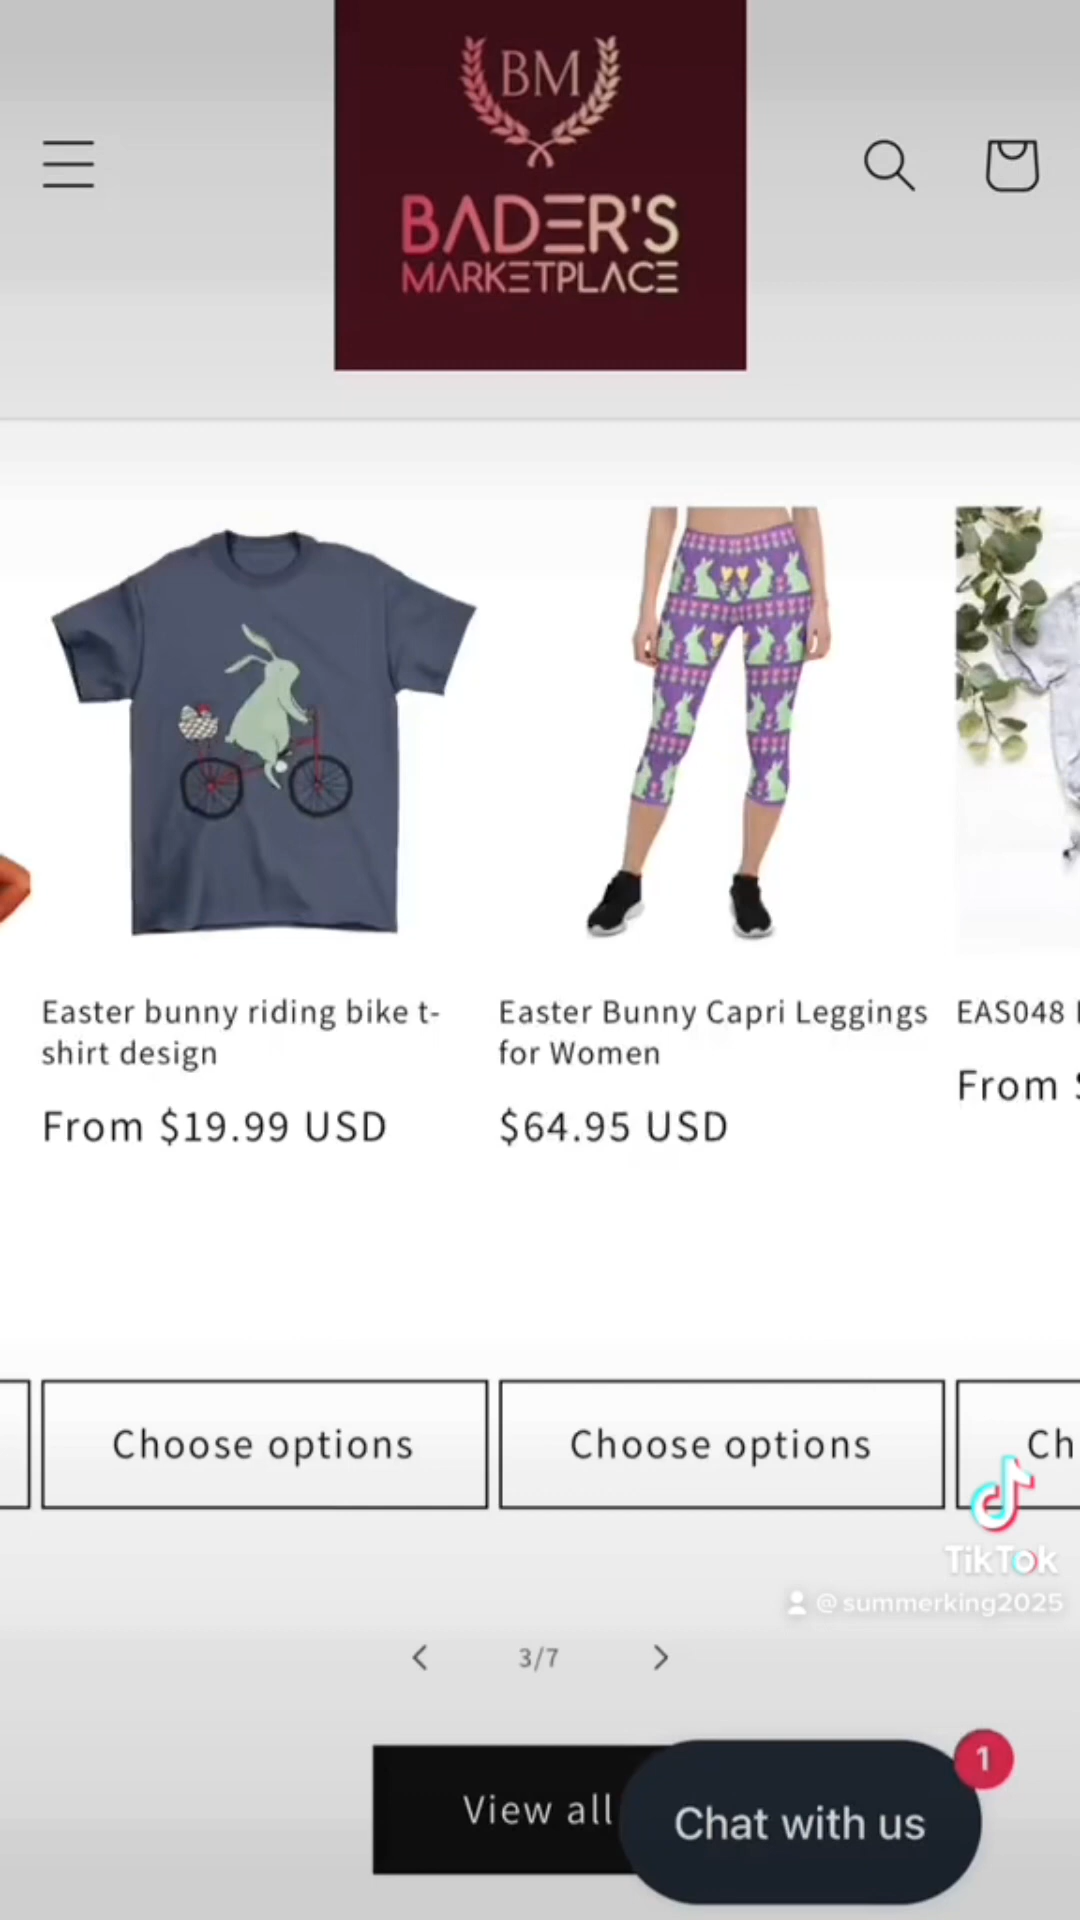 BM
BADER'S
MARKETPLACE
Easter bunny riding bike t-
shirt design
From $19.99 USD
Easter Bunny Capri Leggings
for Women
$64.95 USD
EAS048
From
Choose options
Choose options
Ch
TikTok
@summerking2025
3/7
View all
Chat with us
1